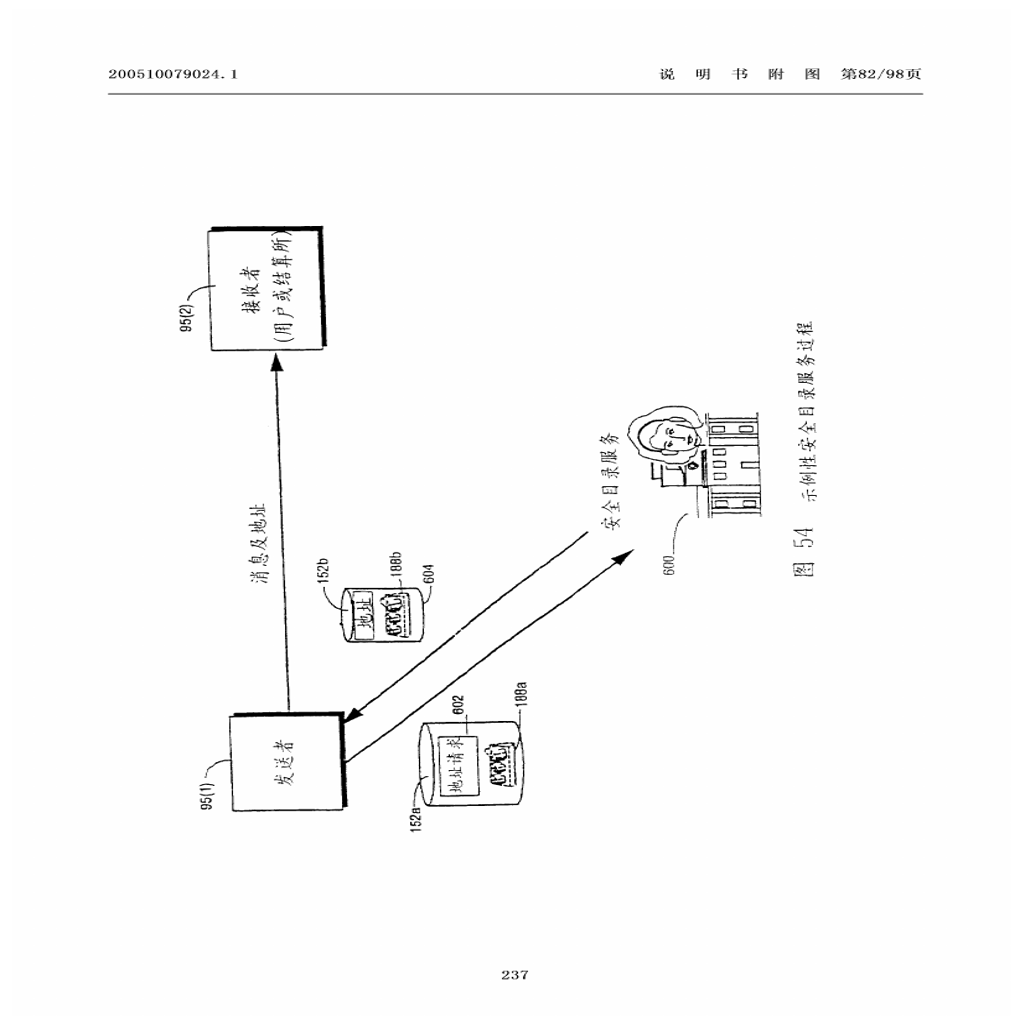 200510079024.1
说 明 书 附 图 第82/98页
95(2)
接收者
(用户或结算所)
消息及地址
95(1)
发送者
152b
地址
188b
604
152a
地址请求
602
188a
安全目录服务
600
图 54 示例性安全目录服务过程
237